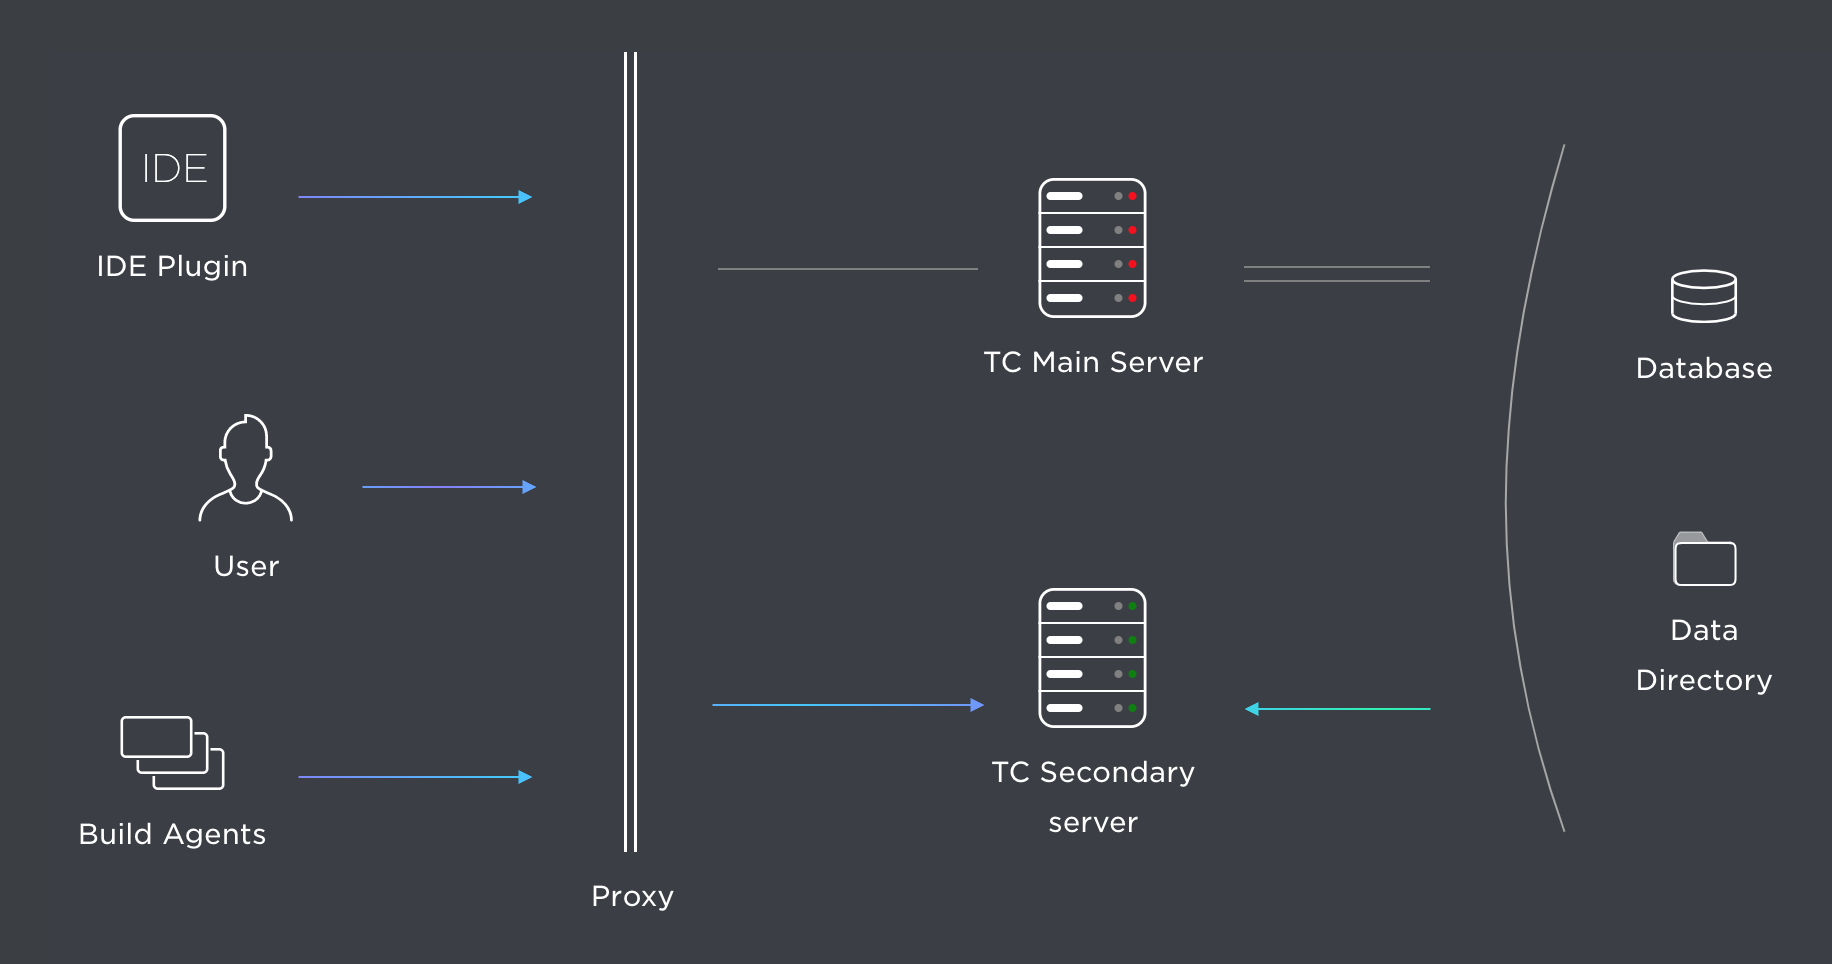 IDE
IDE Plugin
User
Build Agents
Proxy
TC Main Server
TC Secondary
server
Database
Data
Directory